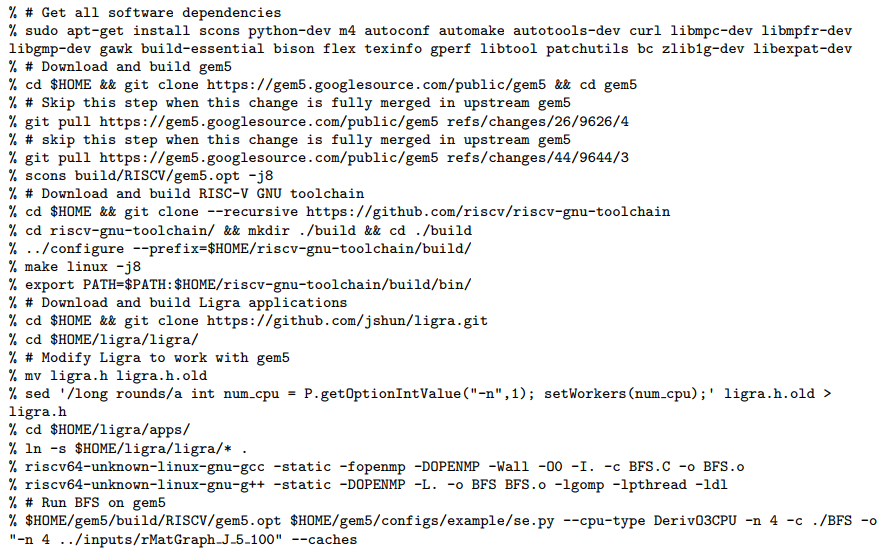 % # Get all software dependencies
% sudo apt-get install scons python-dev m4 autoconf automake autotools-dev curl libmpc-dev libmpfr-dev
libgmp-dev gawk build-essential bison flex texinfo gperf libtool patchutils bc zlib1g-dev libexpat-dev
% # Download and build gem5
% cd $HOME && git clone https://gem5.googlesource.com/public/gem5 && cd gem5
% # Skip this step when this change is fully merged in upstream gem5
% git pull https://gem5.googlesource.com/public/gem5 refs/changes/26/9626/4
% # skip this step when this change is fully merged in upstream gem5
% git pull https://gem5.googlesource.com/public/gem5 refs/changes/44/9644/3
% scons build/RISCV/gem5.opt -j8
% # Download and build RISC-V GNU toolchain
% cd $HOME && git clone --recursive https://github.com/riscv/riscv-gnu-toolchain
% cd riscv-gnu-toolchain/ && mkdir ./build && cd ./build
% ../configure --prefix=$HOME/riscv-gnu-toolchain/build/
% make linux -j8
% export PATH=$PATH:$HOME/riscv-gnu-toolchain/build/bin/
% # Download and build Ligra applications
% cd $HOME && git clone https://github.com/jshun/ligra.git
% cd $HOME/ligra/ligra/
% # Modify Ligra to work with gem5
% mv ligra.h ligra.h.old
% sed '/long rounds/a int num_cpu = P.getOptionIntValue("-n",1); setWorkers(num_cpu);' ligra.h.old >
ligra.h
% cd $HOME/ligra/apps/
% ln -s $HOME/ligra/ligra/* .
% riscv64-unknown-linux-gnu-gcc -static -fopenmp -DOPENMP -Wall -O0 -I. -c BFS.C -o BFS.o
% riscv64-unknown-linux-gnu-g++ -static -DOPENMP -L. -o BFS BFS.o -lgomp -lpthread -ldl
% # Run BFS on gem5
% $HOME/gem5/build/RISCV/gem5.opt $HOME/gem5/configs/example/se.py --cpu-type DerivO3CPU -n 4 -c ./BFS -o
"-n 4 ../inputs/rMatGraph_J_5_100" --caches